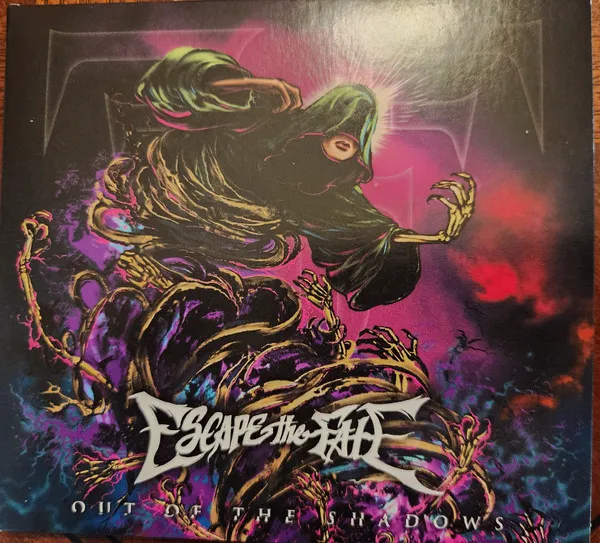 ESCAPE the FATE
OUT OF THE SHADOWS